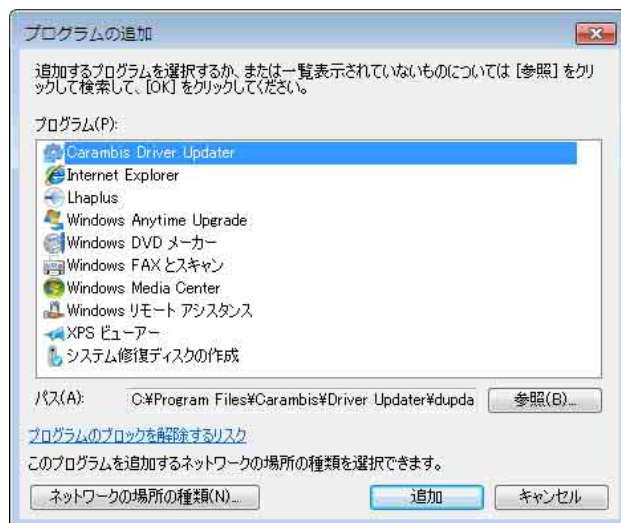 プログラムの追加
追加するプログラムを選択するか、または一覧表示されていないものについては [参照] をクリ
ックして検索して、[OK] をクリックしてください。
プログラム(P):
Carambis Driver Updater
Internet Explorer
Lhaplus
Windows Anytime Upgrade
Windows DVD メーカー
Windows FAX とスキャン
Windows Media Center
Windows リモート アシスタンス
XPS ビューアー
システム修復ディスクの作成
パス(A): C:¥Program Files¥Carambis¥Driver Updater¥dupda 参照(B)...
プログラムのブロックを解除するリスク
このプログラムを追加するネットワークの場所の種類を選択できます。
ネットワークの場所の種類(N)... 追加 キャンセル